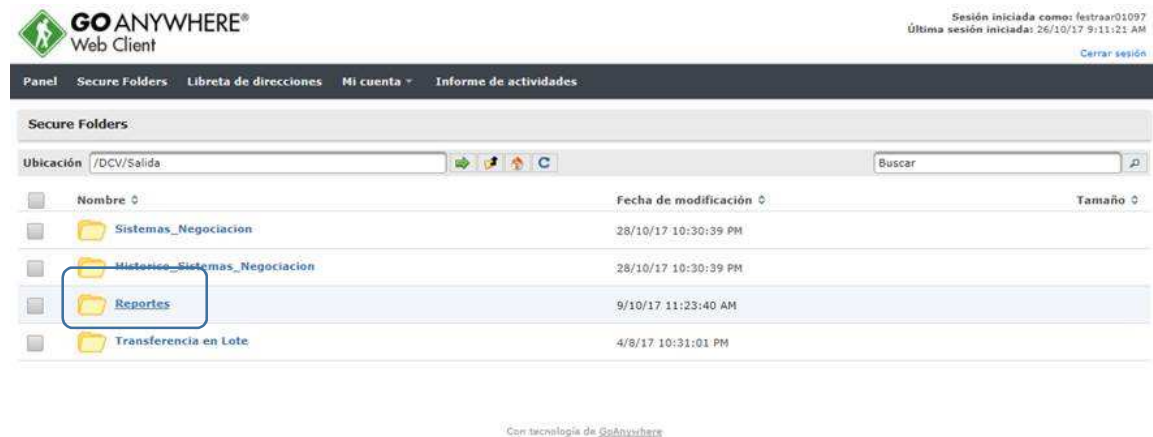 GO ANYWHERE®
Web Client
Sesión iniciada como: festraar01097
Última sesión iniciada: 26/10/17 9:11:21 AM
Cerrar sesión
Panel Secure Folders Libreta de direcciones Mi cuenta Informe de actividades
Secure Folders
Ubicación /DCV/Salida Buscar
Nombre Fecha de modificación Tamaño
Sistemas_Negociacion 28/10/17 10:30:39 PM
Historico_Sistemas_Negociacion 28/10/17 10:30:39 PM
Reportes 9/10/17 11:23:40 AM
Transferencia en Lote 4/8/17 10:31:01 PM
Con tecnología de GoAnywhere